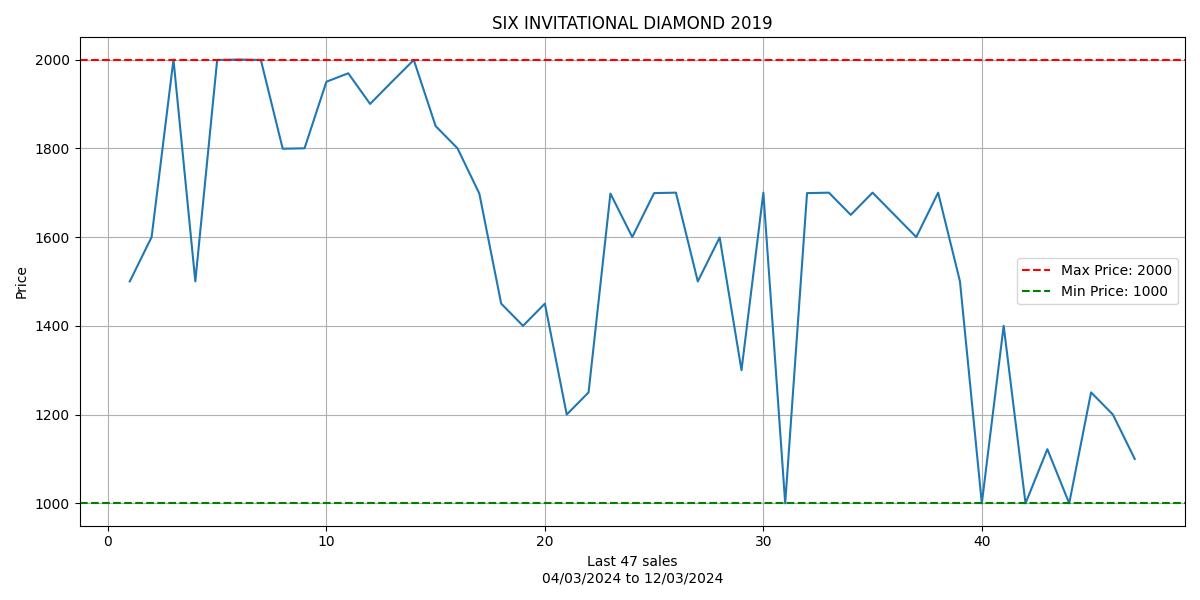 SIX INVITATIONAL DIAMOND 2019
Price
2000
1800
1600
1400
1200
1000
Max Price: 2000
Min Price: 1000
0 10 20 30 40
Last 47 sales
04/03/2024 to 12/03/2024